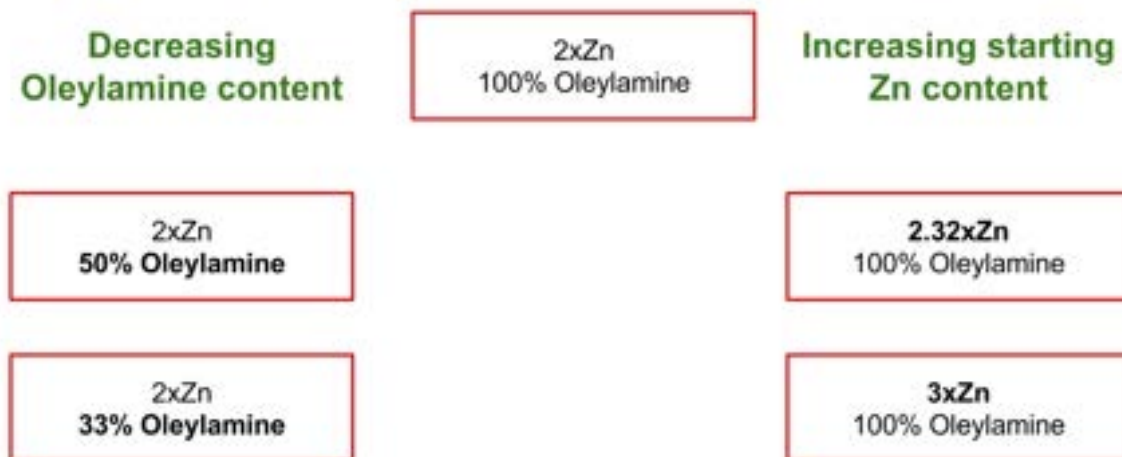 Decreasing
Oleylamine content
2xZn
100% Oleylamine
Increasing starting
Zn content
2xZn
50% Oleylamine
2.32xZn
100% Oleylamine
2xZn
33% Oleylamine
3xZn
100% Oleylamine